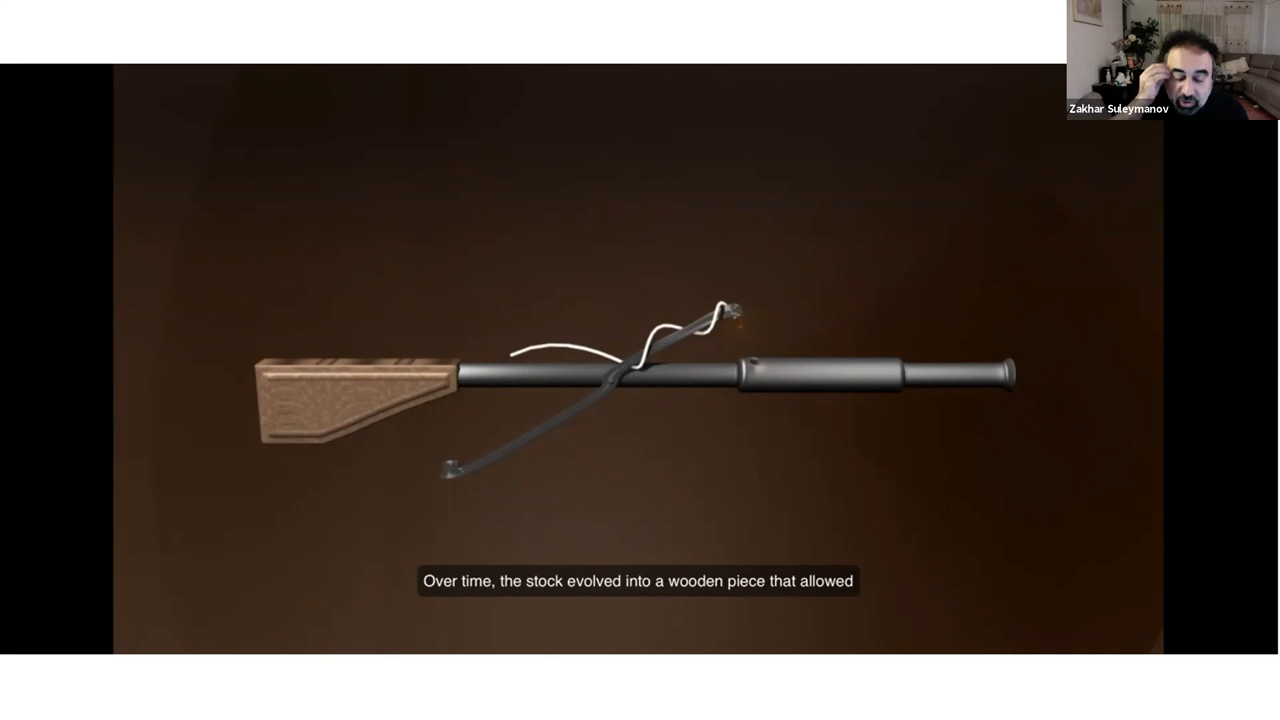 Zakhar Suleymanov
Over time, the stock evolved into a wooden piece that allowed